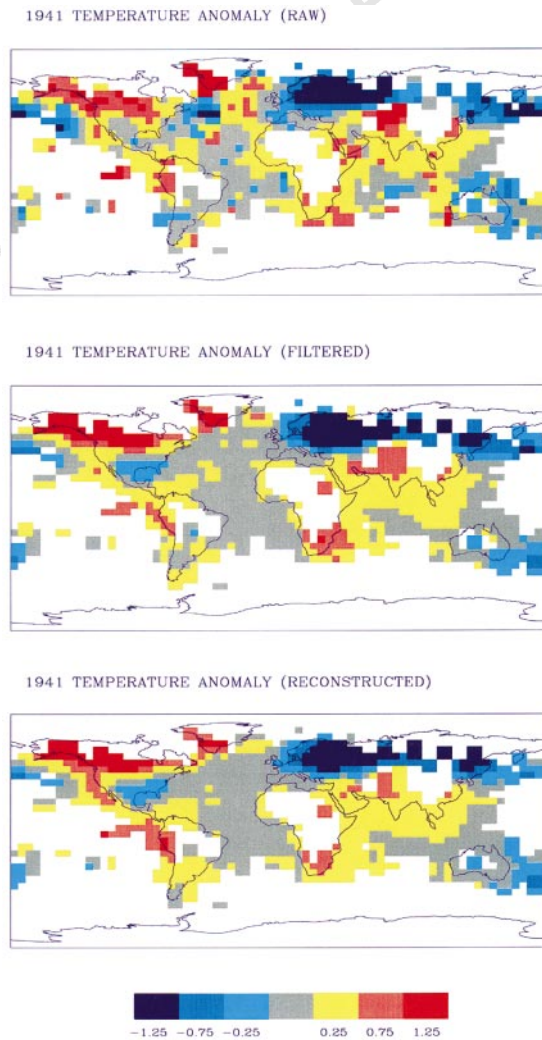 1941 TEMPERATURE ANOMALY (RAW)
1941 TEMPERATURE ANOMALY (FILTERED)
1941 TEMPERATURE ANOMALY (RECONSTRUCTED)
-1.25 -0.75 -0.25 0.25 0.75 1.25